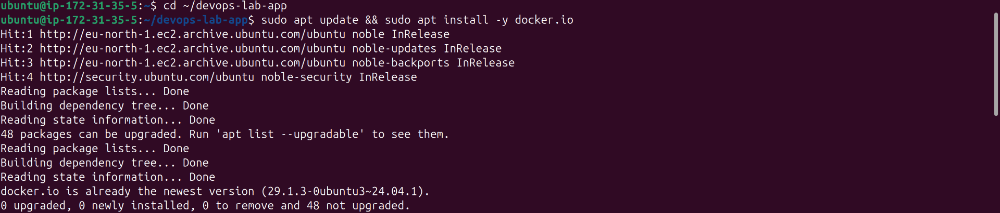 ubuntu@ip-172-31-35-5:~$ cd ~/devops-lab-app
ubuntu@ip-172-31-35-5:~/devops-lab-app$ sudo apt update && sudo apt install -y docker.io
Hit:1 http://eu-north-1.ec2.archive.ubuntu.com/ubuntu noble InRelease
Hit:2 http://eu-north-1.ec2.archive.ubuntu.com/ubuntu noble-updates InRelease
Hit:3 http://eu-north-1.ec2.archive.ubuntu.com/ubuntu noble-backports InRelease
Hit:4 http://security.ubuntu.com/ubuntu noble-security InRelease
Reading package lists... Done
Building dependency tree... Done
Reading state information... Done
48 packages can be upgraded. Run 'apt list --upgradable' to see them.
Reading package lists... Done
Building dependency tree... Done
Reading state information... Done
docker.io is already the newest version (29.1.3-0ubuntu3~24.04.1).
0 upgraded, 0 newly installed, 0 to remove and 48 not upgraded.